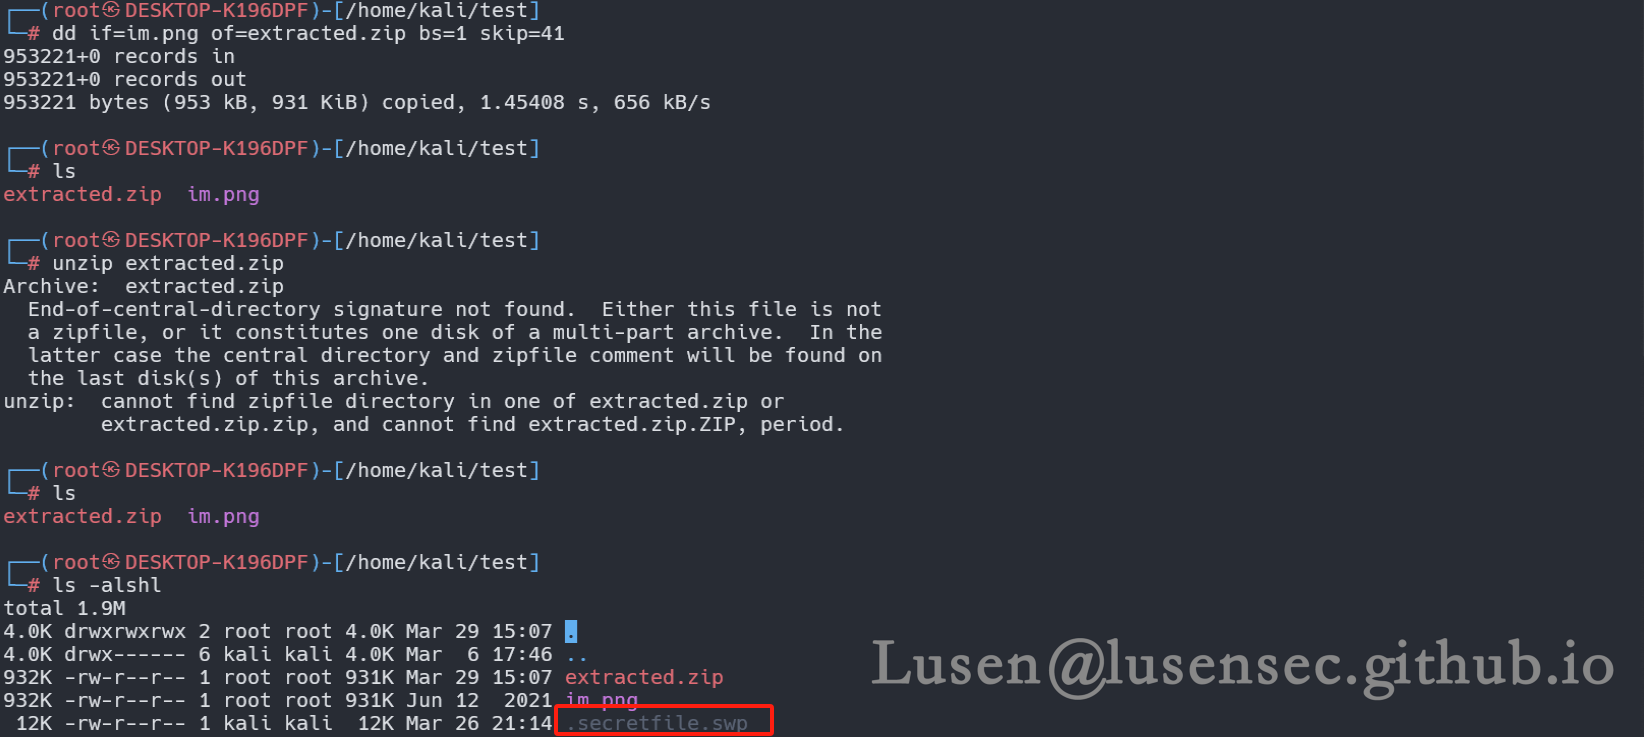 ┌──(root㉿DESKTOP-K196DPF)-[/home/kali/test]
└─# dd if=im.png of=extracted.zip bs=1 skip=41
953221+0 records in
953221+0 records out
953221 bytes (953 kB, 931 KiB) copied, 1.45408 s, 656 kB/s
┌──(root㉿DESKTOP-K196DPF)-[/home/kali/test]
└─# ls
extracted.zip  im.png
┌──(root㉿DESKTOP-K196DPF)-[/home/kali/test]
└─# unzip extracted.zip
Archive:  extracted.zip
  End-of-central-directory signature not found.  Either this file is not
  a zipfile, or it constitutes one disk of a multi-part archive.  In the
  latter case the central directory and zipfile comment will be found on
  the last disk(s) of this archive.
unzip:  cannot find zipfile directory in one of extracted.zip or
        extracted.zip.zip, and cannot find extracted.zip.ZIP, period.
┌──(root㉿DESKTOP-K196DPF)-[/home/kali/test]
└─# ls
extracted.zip  im.png
┌──(root㉿DESKTOP-K196DPF)-[/home/kali/test]
└─# ls -alshl
total 1.9M
4.0K drwxrwxrwx 2 root root 4.0K Mar 29 15:07 .
4.0K drwx------ 6 kali kali 4.0K Mar  6 17:46 ..
932K -rw-r--r-- 1 root root 931K Mar 29 15:07 extracted.zip
932K -rw-r--r-- 1 root root 931K Jun 12  2021 im.png
 12K -rw-r--r-- 1 kali kali  12K Mar 26 21:14 .secretfile.swp
Lusen@lusensec.github.io